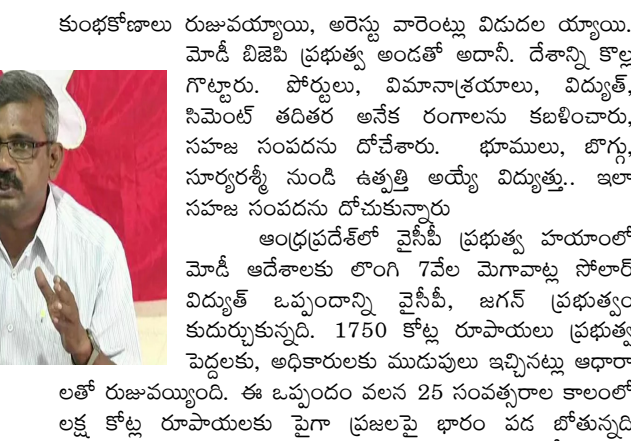 కుంభకోణాలు రుజువయ్యాయి, అరెస్టు వారెంట్లు విడుదల య్యాయి.
మోడీ బిజెపి ప్రభుత్వ అండతో అదానీ. దేశాన్ని కొల్ల
గొట్టారు. పోర్టులు, విమానాశ్రయాలు, విద్యుత్,
సిమెంట్ తదితర అనేక రంగాలను కబళించారు,
సహజ సంపదను దోచేశారు. భూములు, బొగ్గు,
సూర్యరశ్మీ నుండి ఉత్పత్తి అయ్యే విద్యుత్తు.. ఇలా
సహజ సంపదను దోచుకున్నారు
ఆంధ్రప్రదేశ్‌లో వైసీపీ ప్రభుత్వ హయాంలో
మోడీ ఆదేశాలకు లొంగి 7వేల మెగావాట్ల సోలార్
విద్యుత్ ఒప్పందాన్ని వైసీపీ, జగన్ ప్రభుత్వం
కుదుర్చుకున్నది. 1750 కోట్ల రూపాయలు ప్రభుత్వ
పెద్దలకు, అధికారులకు ముడుపులు ఇచ్చినట్లు ఆధారా
లతో రుజువయ్యింది. ఈ ఒప్పందం వలన 25 సంవత్సరాల కాలంలో
లక్ష కోట్ల రూపాయలకు పైగా ప్రజలపై భారం పడ బోతున్నది